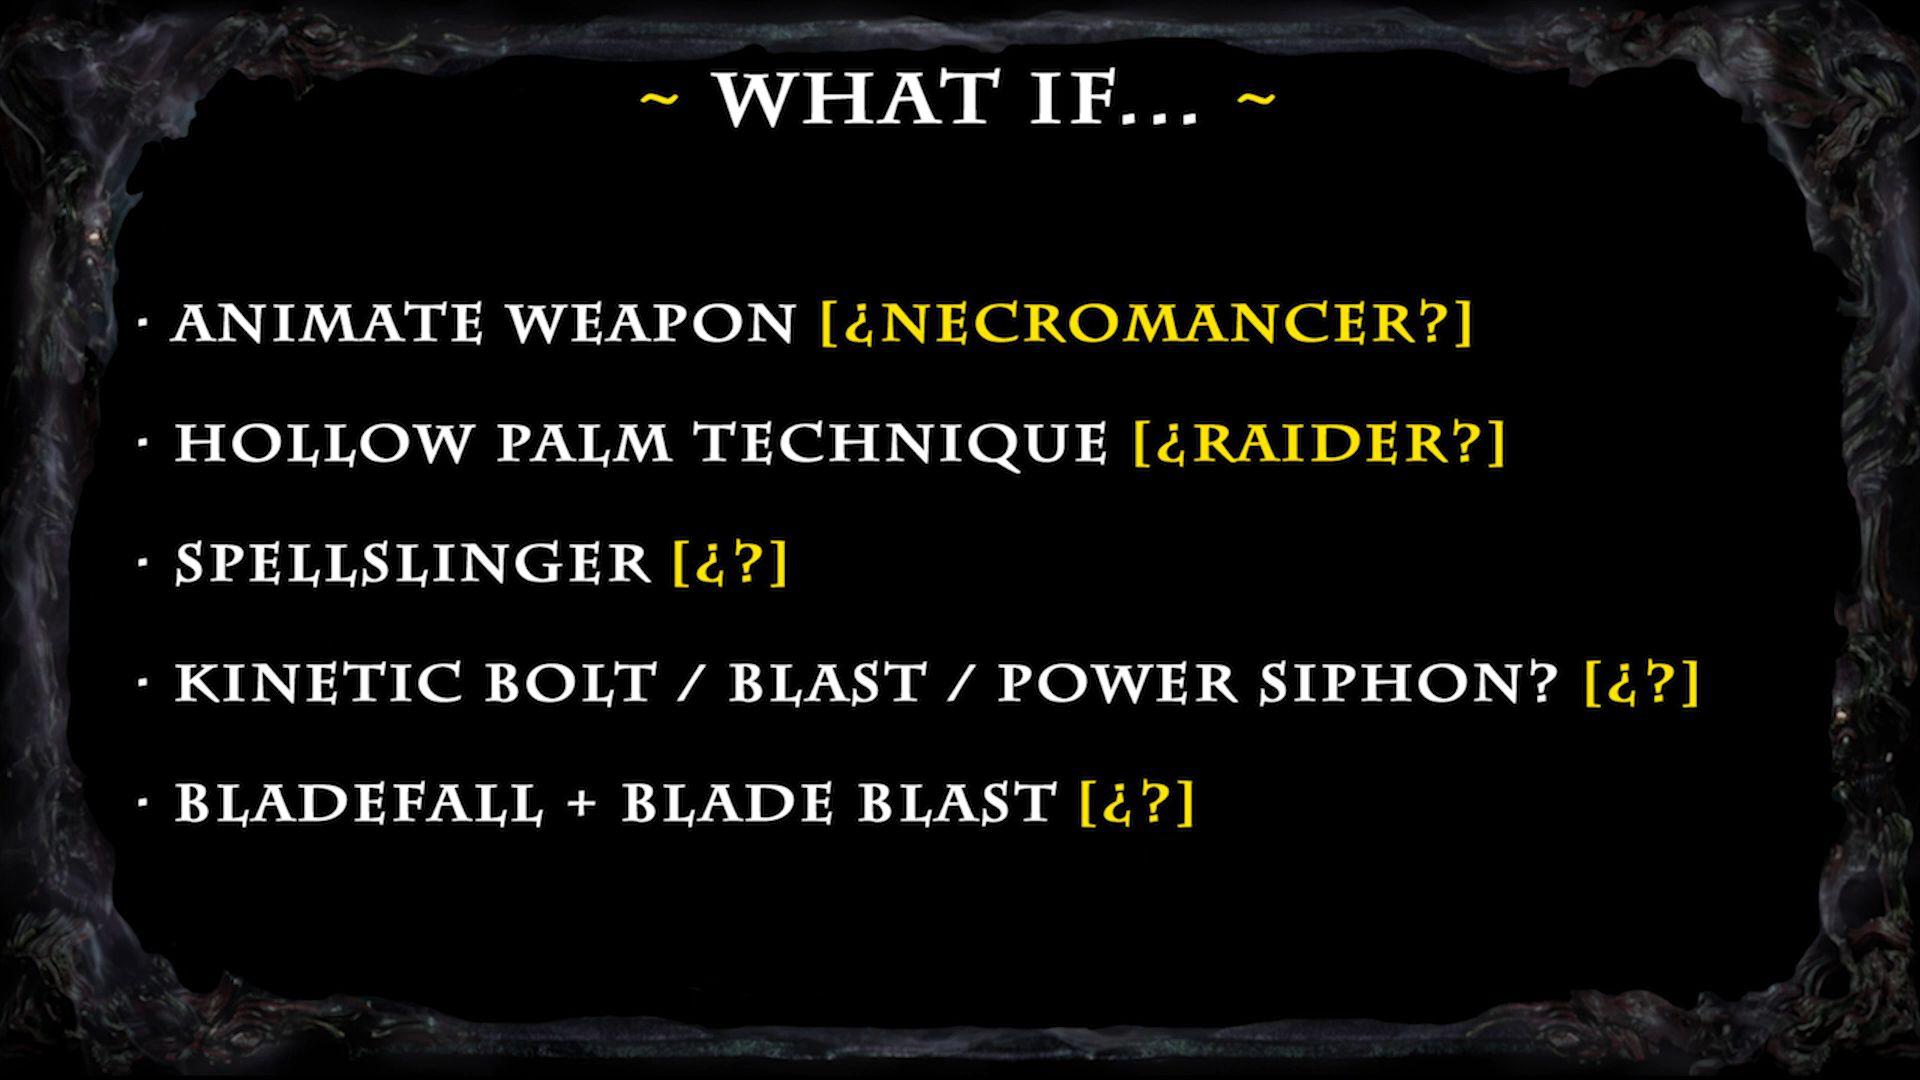 ~ WHAT IF... ~
· ANIMATE WEAPON [¿NECROMANCER?]
· HOLLOW PALM TECHNIQUE [¿RAIDER?]
· SPELLSLINGER [¿?]
· KINETIC BOLT / BLAST / POWER SIPHON? [¿?]
· BLADEFALL + BLADE BLAST [¿?]